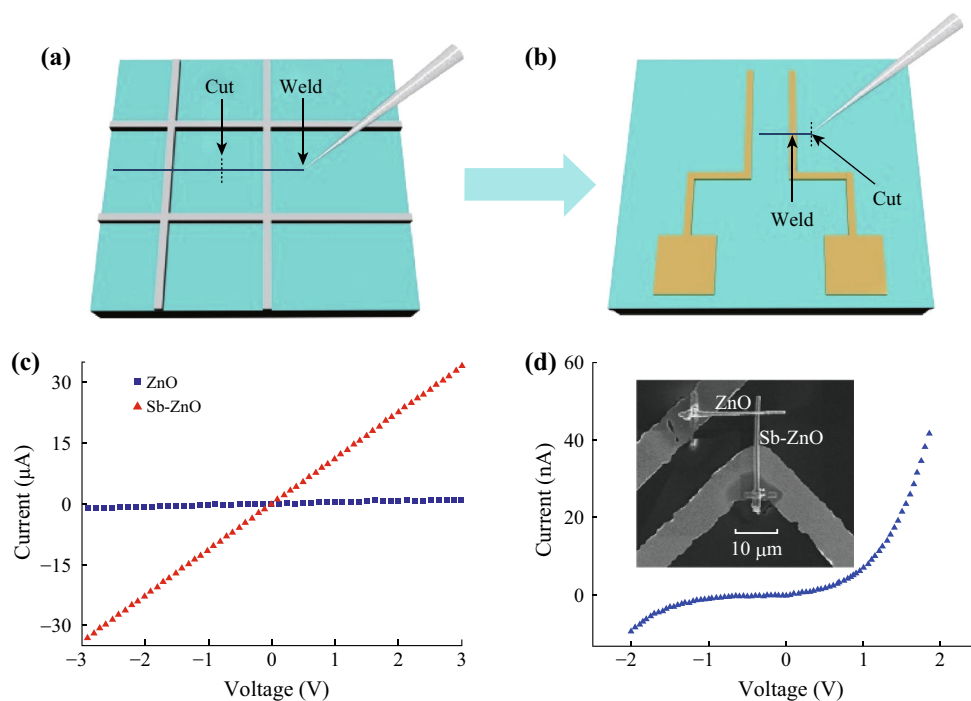 (a)
Cut
Weld
(b)
Weld
Cut
(c)
ZnO
Sb-ZnO
30
15
0
−15
−30
Current (μA)
−3
−2
−1
0
1
2
3
Voltage (V)
(d)
60
40
20
0
Current (nA)
ZnO
Sb-ZnO
10 μm
−2
−1
0
1
2
Voltage (V)